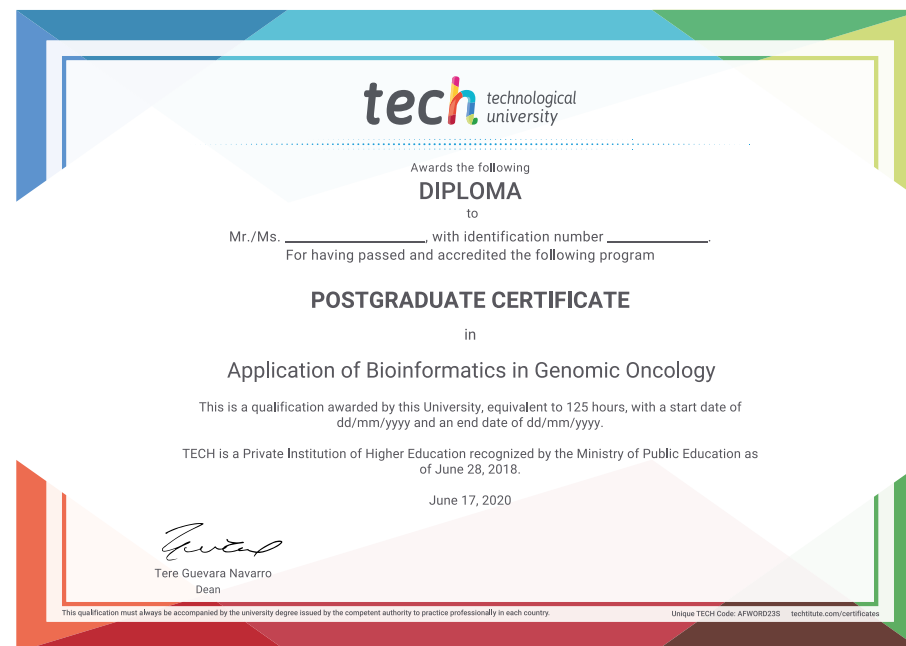 tech technological
university
Awards the following
DIPLOMA
to
Mr./Ms. ____________________, with identification number ______________.
For having passed and accredited the following program
POSTGRADUATE CERTIFICATE
in
Application of Bioinformatics in Genomic Oncology
This is a qualification awarded by this University, equivalent to 125 hours, with a start date of
dd/mm/yyyy and an end date of dd/mm/yyyy.
TECH is a Private Institution of Higher Education recognized by the Ministry of Public Education as
of June 28, 2018.
June 17, 2020
Tere Guevara Navarro
Dean
This qualification must always be accompanied by the university degree issued by the competent authority to practice professionally in each country.
Unique TECH Code: AFWORD23S techtitute.com/certificates